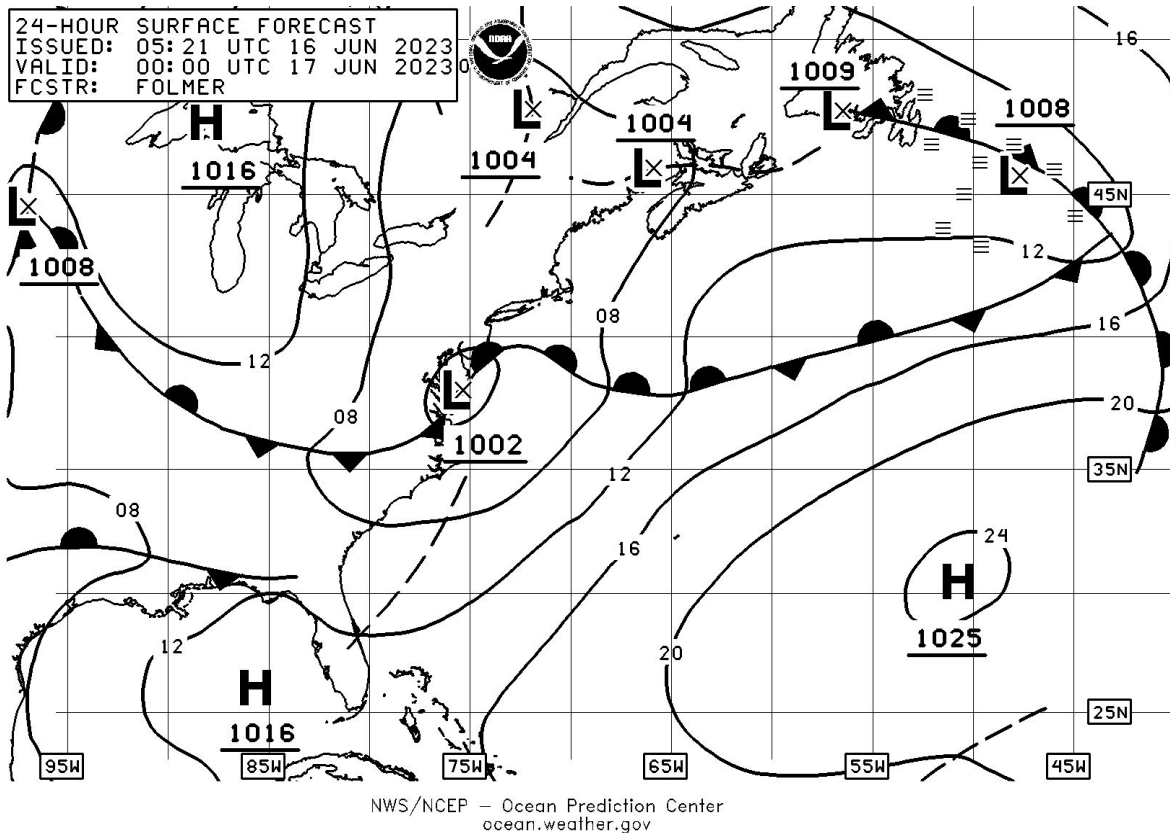 24-HOUR SURFACE FORECAST
ISSUED: 05:21 UTC 16 JUN 2023
VALID: 00:00 UTC 17 JUN 2023
FCSTR: FOLMER
NOAA
0
16
1009
L
L
1008
H
1004
1004
1016
L
L
L
45N
1008
12
08
16
12
08
L
20
1002
35N
12
08
16
24
H
1025
12
20
H
1016
25N
95W
85W
75W
65W
55W
45W
NWS/NCEP – Ocean Prediction Center
ocean.weather.gov